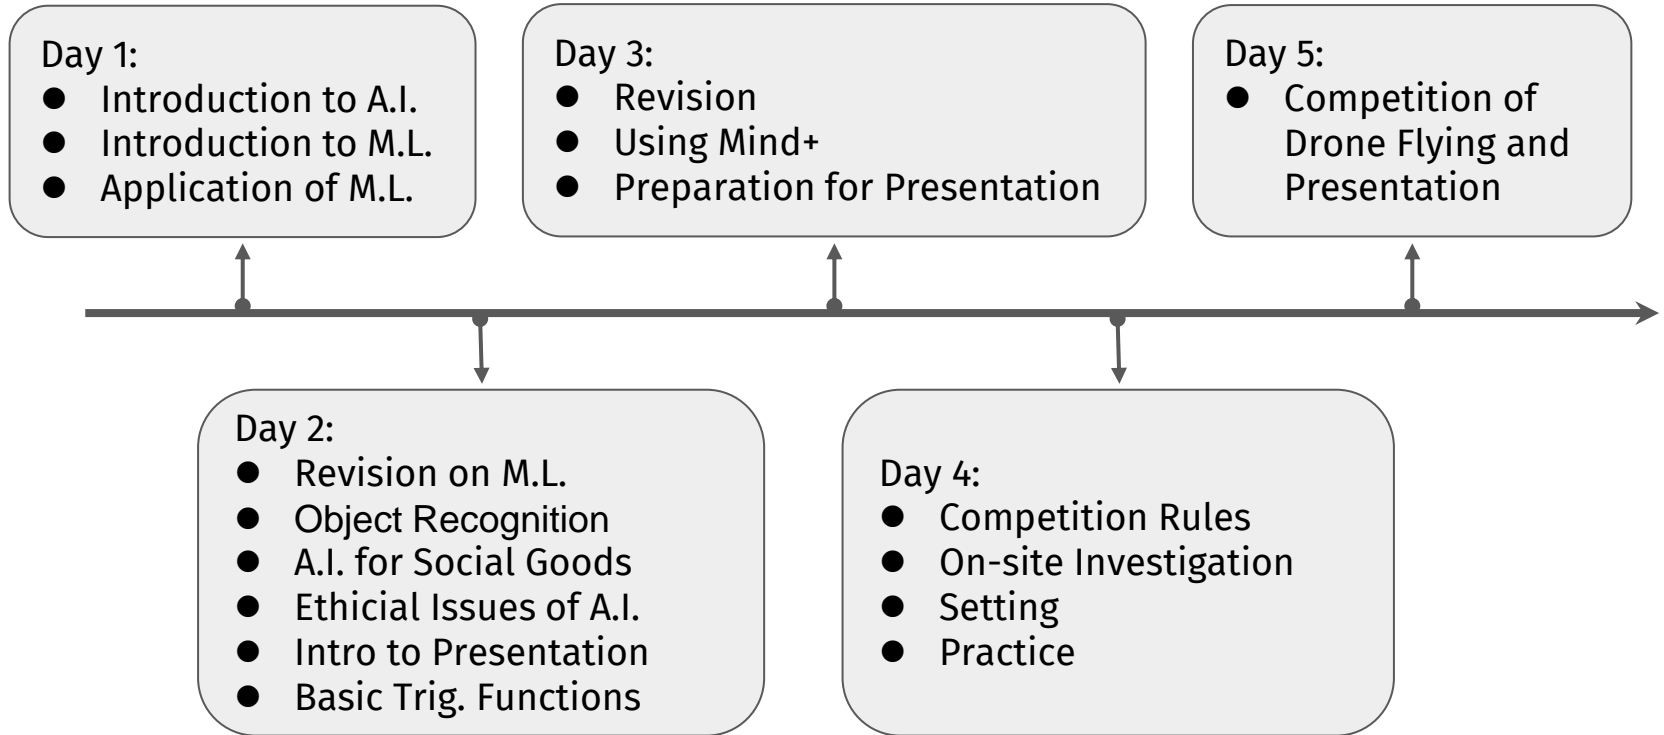 Day 1:
● Introduction to A.I.
● Introduction to M.L.
● Application of M.L.
Day 2:
● Revision on M.L.
● Object Recognition
● A.I. for Social Goods
● Ethicial Issues of A.I.
● Intro to Presentation
● Basic Trig. Functions
Day 3:
● Revision
● Using Mind+
● Preparation for Presentation
Day 4:
● Competition Rules
● On-site Investigation
● Setting
● Practice
Day 5:
● Competition of
Drone Flying and
Presentation